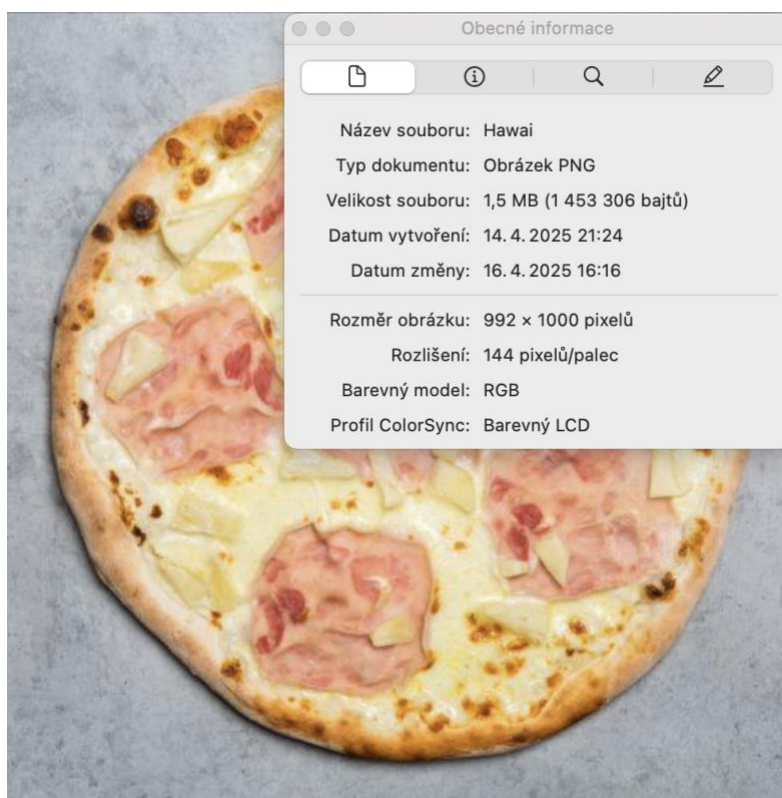 Obecné informace
Název souboru: Hawai
Typ dokumentu: Obrázek PNG
Velikost souboru: 1,5 MB (1 453 306 bajtů)
Datum vytvoření: 14. 4. 2025 21:24
Datum změny: 16. 4. 2025 16:16
Rozměr obrázku: 992 × 1000 pixelů
Rozlišení: 144 pixelů/palec
Barevný model: RGB
Profil ColorSync: Barevný LCD